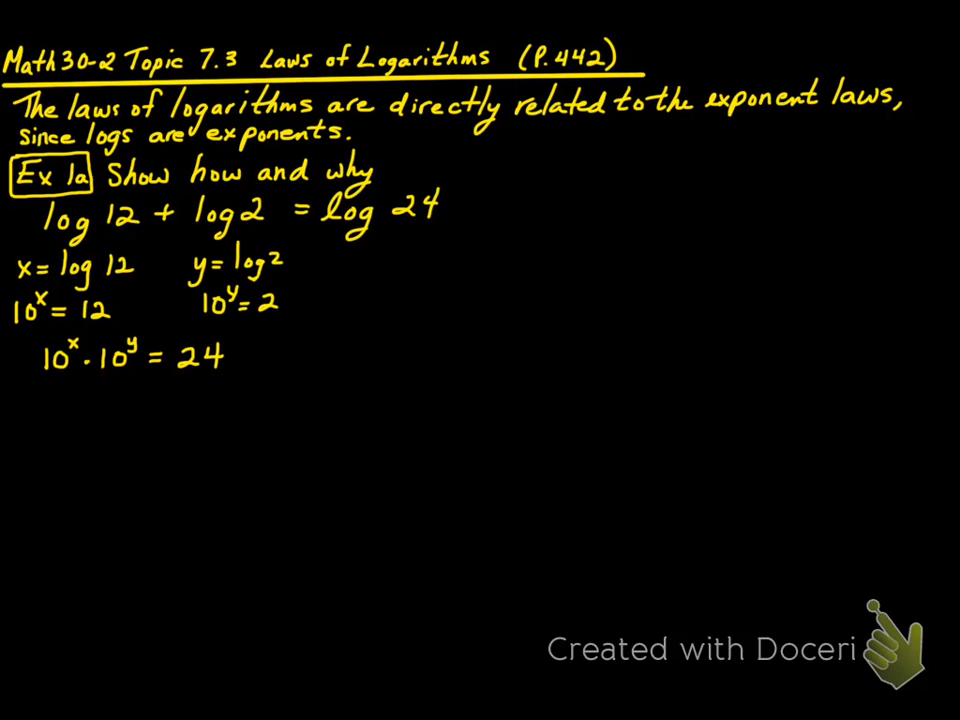 Math 30-2 Topic 7.3 Laws of Logarithms (P.442)
The laws of logarithms are directly related to the exponent laws,
since logs are exponents.
Ex 1a Show how and why
log 12 + log 2 = log 24
x = log 12 y = log 2
10^x = 12 10^y = 2
10^x · 10^y = 24
Created with Doceri